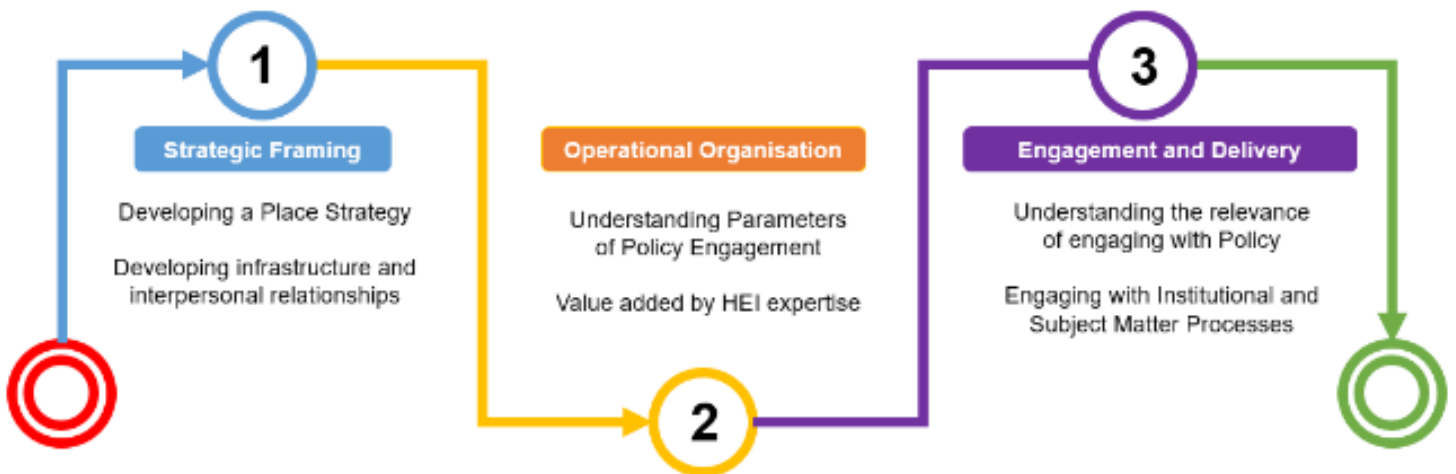 1
Strategic Framing
Developing a Place Strategy
Developing infrastructure and
interpersonal relationships
Operational Organisation
Understanding Parameters
of Policy Engagement
Value added by HEI expertise
2
3
Engagement and Delivery
Understanding the relevance
of engaging with Policy
Engaging with Institutional and
Subject Matter Processes